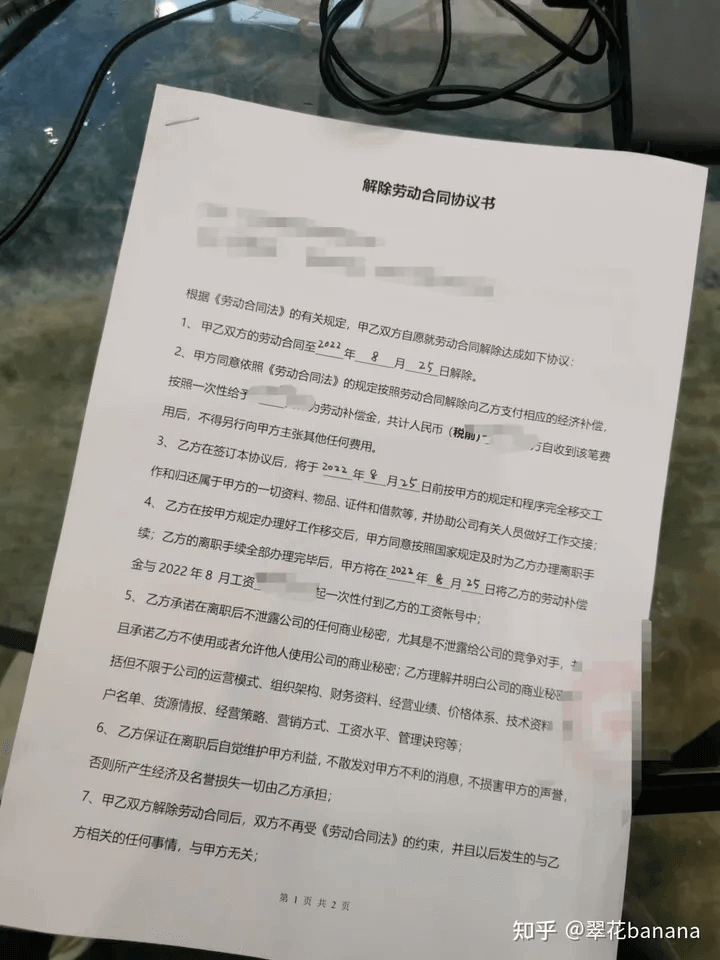 解除劳动合同协议书
根据《劳动合同法》的有关规定，甲乙双方自愿就劳动合同解除达成如下协议：
1、 甲乙双方的劳动合同至2022年 8 月 25日解除。
2、 甲方同意依照《劳动合同法》的规定按照劳动合同解除向乙方支付相应的经济补偿，
按照一次性给予 为劳动补偿金，共计人民币（税前） 方自收到该笔费
用后，不得另行向甲方主张其他任何费用。
3、 乙方在签订本协议后，将于 2022 年 8 月25日前按甲方的规定和程序完全移交工
作和归还属于甲方的一切资料、物品、证件和借款等，并协助公司有关人员做好工作交接；
4、 乙方在按甲方规定办理好工作移交后，甲方同意按照国家规定及时为乙方办理离职手
续；乙方的离职手续全部办理完毕后，甲方将在 2022 年 8 月 25日将乙方的劳动补偿
金与 2022 年 8 月工资 起一次性付到乙方的工资帐号中；
5、 乙方承诺在离职后不泄露公司的任何商业秘密，尤其是不泄露给公司的竞争对手，
且承诺乙方不使用或者允许他人使用公司的商业秘密；乙方理解并明白公司的商业秘密
括但不限于公司的运营模式、组织架构、财务资料、经营业绩、价格体系、技术资料
户名单、货源情报、经营策略、营销方式、工资水平、管理诀窍等；
6、 乙方保证在离职后自觉维护甲方利益，不散发对甲方不利的消息，不损害甲方的声誉，
否则所产生经济及名誉损失一切由乙方承担；
7、 甲乙双方解除劳动合同后，双方不再受《劳动合同法》的约束，并且以后发生的与乙
方相关的任何事情，与甲方无关；
第 1 页 共 2 页
知乎 @翠花banana